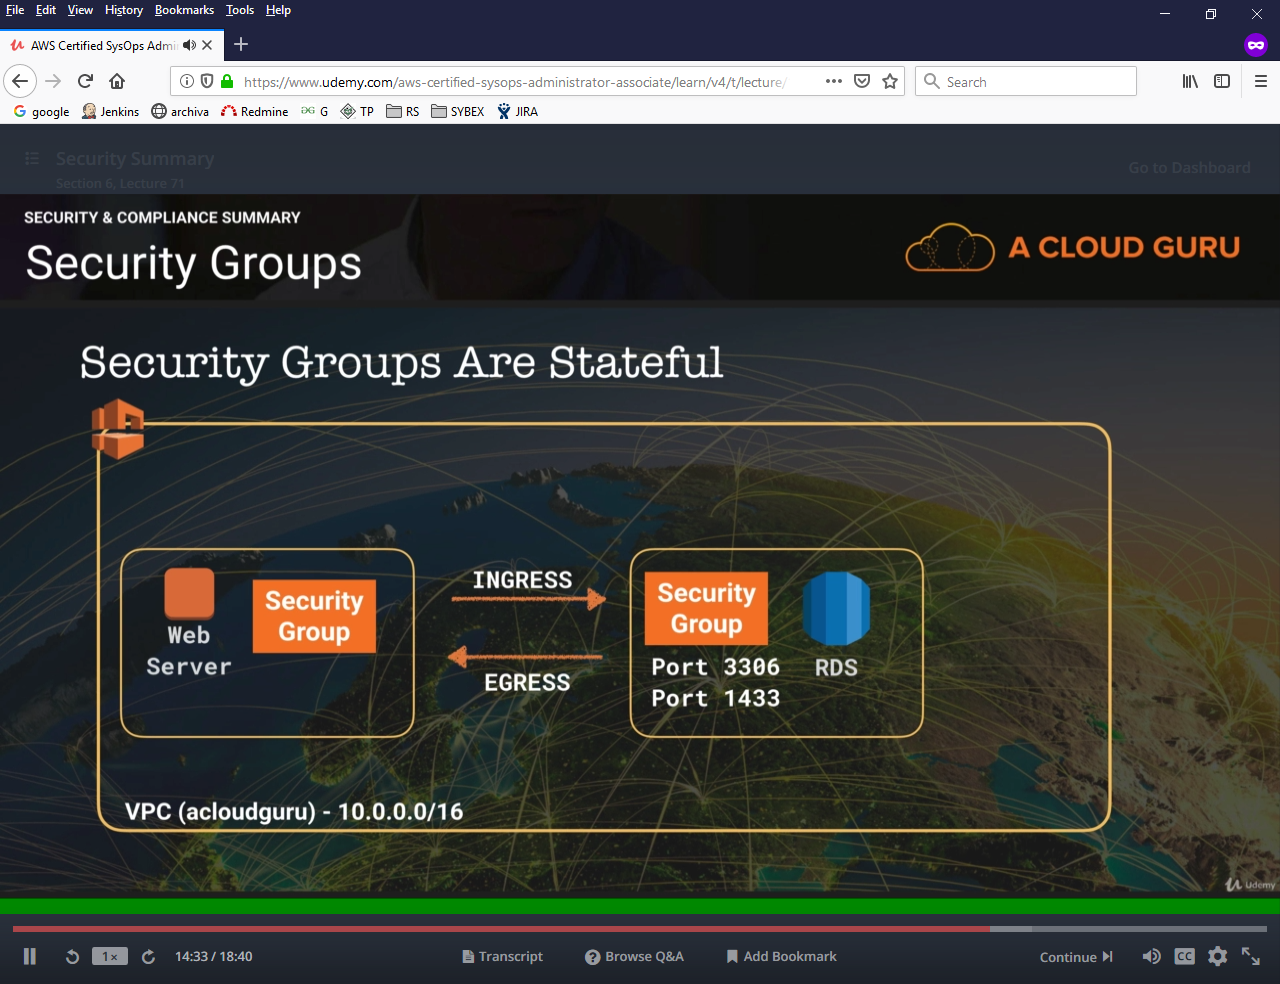 File Edit View History Bookmarks Tools Help
AWS Certified SysOps Admi
https://www.udemy.com/aws-certified-sysops-administrator-associate/learn/v4/t/lecture/
Search
google Jenkins archiva Redmine G TP RS SYBEX JIRA
Security Summary
Section 6, Lecture 71
Go to Dashboard
SECURITY & COMPLIANCE SUMMARY
Security Groups
A CLOUD GURU
Security Groups Are Stateful
Web
Server
Security
Group
INGRESS
EGRESS
Security
Group
Port 3306
Port 1433
RDS
VPC (acloudguru) - 10.0.0.0/16
Udemy
1×
14:33 / 18:40
Transcript
Browse Q&A
Add Bookmark
Continue
CC